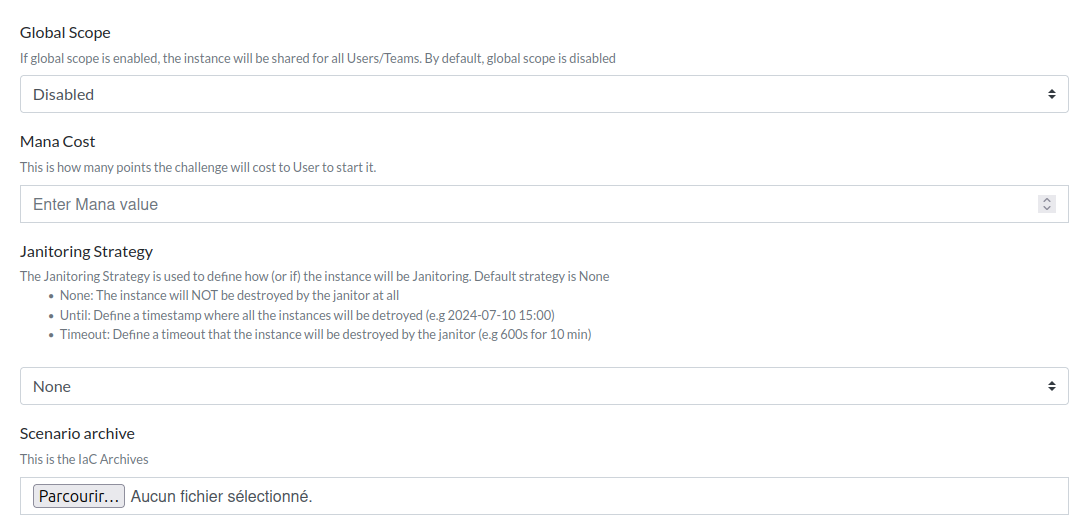 Global Scope
If global scope is enabled, the instance will be shared for all Users/Teams. By default, global scope is disabled
Disabled
Mana Cost
This is how many points the challenge will cost to User to start it.
Enter Mana value
Janitoring Strategy
The Janitoring Strategy is used to define how (or if) the instance will be Janitoring. Default strategy is None
• None: The instance will NOT be destroyed by the janitor at all
• Until: Define a timestamp where all the instances will be detroyed (e.g 2024-07-10 15:00)
• Timeout: Define a timeout that the instance will be destroyed by the janitor (e.g 600s for 10 min)
None
Scenario archive
This is the IaC Archives
Parcourir... Aucun fichier sélectionné.